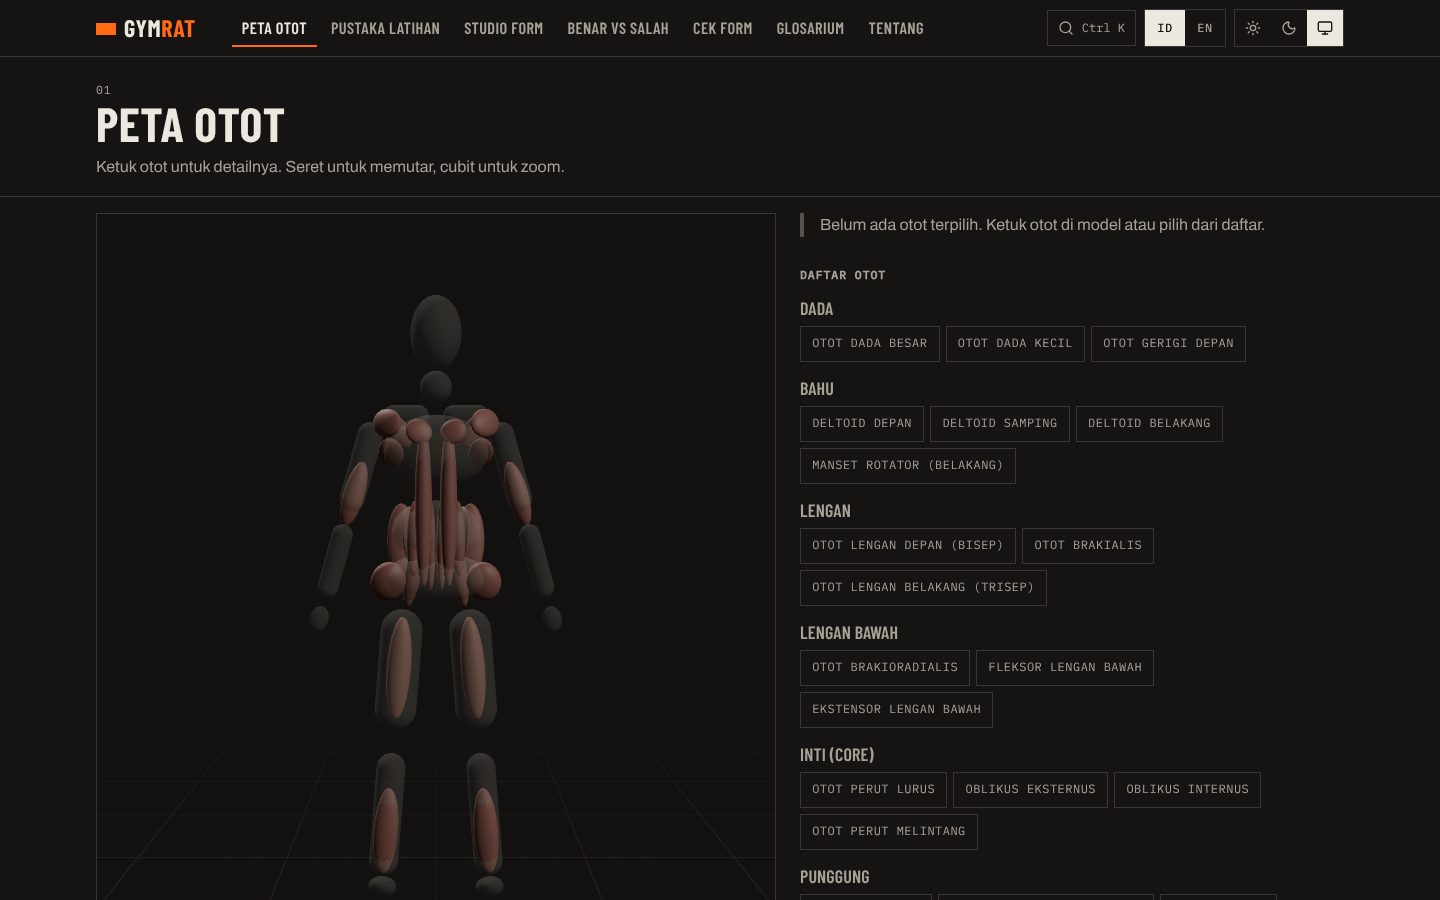 GYMRAT PETA OTOT PUSTAKA LATIHAN STUDIO FORM BENAR VS SALAH CEK FORM GLOSARIUM TENTANG Ctrl K ID EN
01
PETA OTOT
Ketuk otot untuk detailnya. Seret untuk memutar, cubit untuk zoom.
Belum ada otot terpilih. Ketuk otot di model atau pilih dari daftar.
DAFTAR OTOT
DADA
OTOT DADA BESAR OTOT DADA KECIL OTOT GERIGI DEPAN
BAHU
DELTOID DEPAN DELTOID SAMPING DELTOID BELAKANG
MANSET ROTATOR (BELAKANG)
LENGAN
OTOT LENGAN DEPAN (BISEP) OTOT BRAKIALIS
OTOT LENGAN BELAKANG (TRISEP)
LENGAN BAWAH
OTOT BRAKIORADIALIS FLEKSOR LENGAN BAWAH
EKSTENSOR LENGAN BAWAH
INTI (CORE)
OTOT PERUT LURUS OBLIKUS EKSTERNUS OBLIKUS INTERNUS
OTOT PERUT MELINTANG
PUNGGUNG